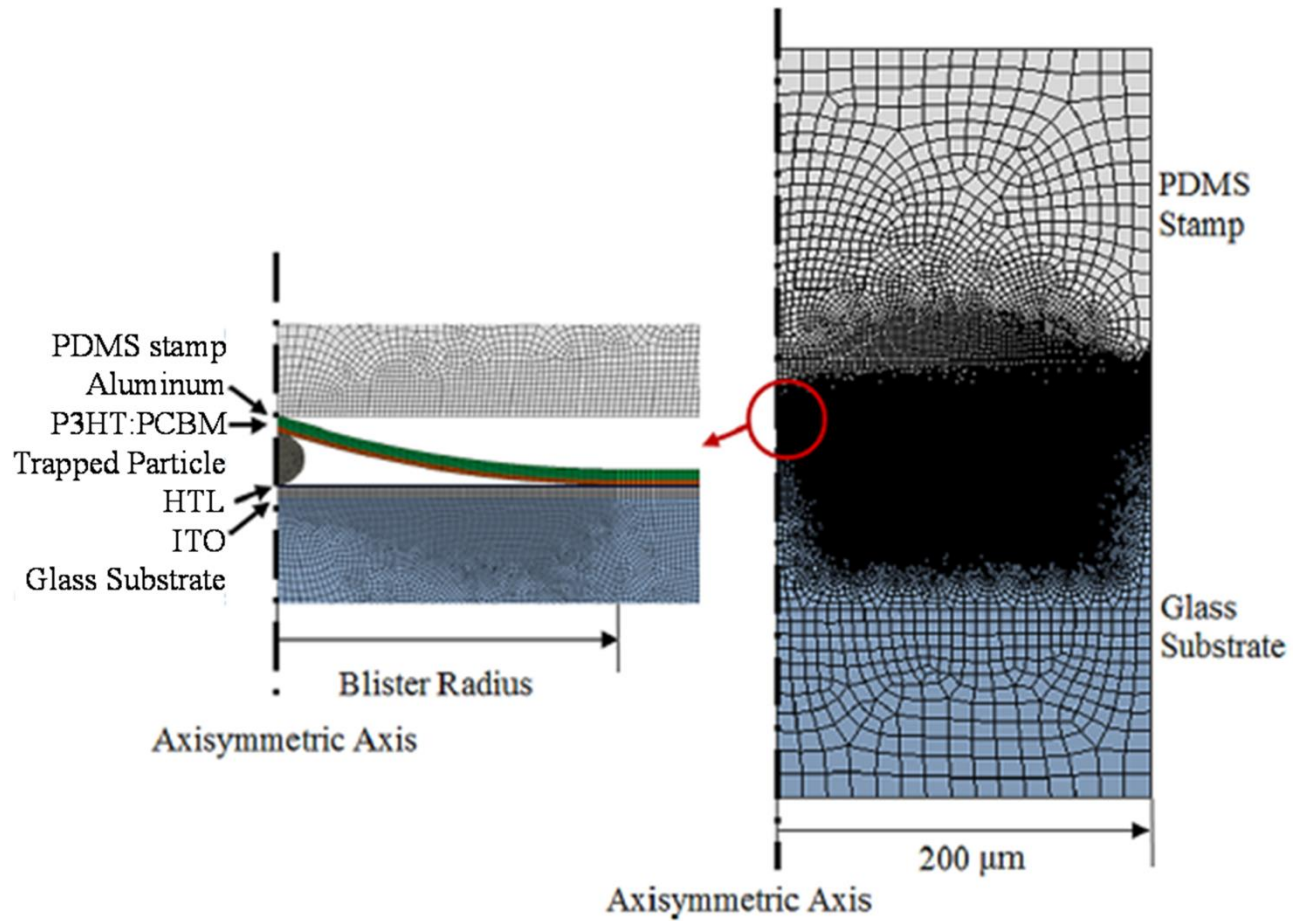 PDMS stamp
Aluminum
P3HT:PCBM
Trapped Particle
HTL
ITO
Glass Substrate
Blister Radius
Axisymmetric Axis
PDMS
Stamp
Glass
Substrate
200 μm
Axisymmetric Axis